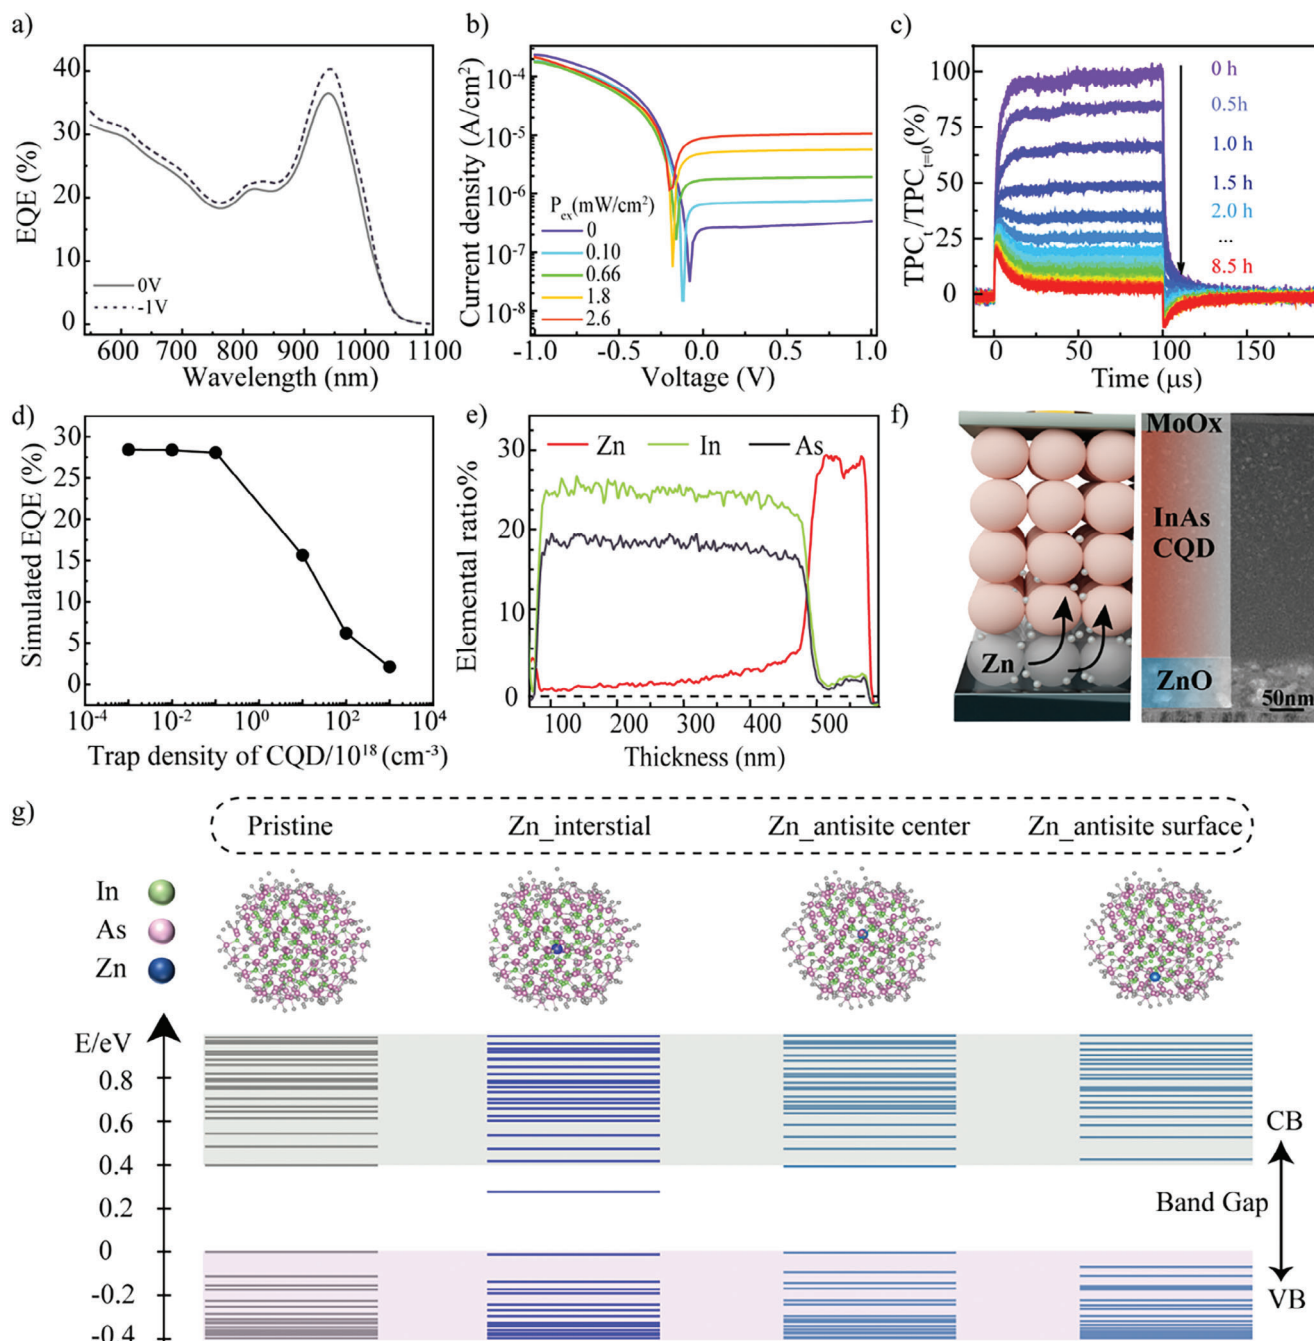 a)
EQE (%)
40
30
20
10
0
0V
-1V
600 700 800 900 1000 1100
Wavelength (nm)
b)
Current density (A/cm²)
10⁻⁴
10⁻⁵
10⁻⁶
10⁻⁷
10⁻⁸
P_ex(mW/cm²)
0
0.10
0.66
1.8
2.6
-1.0 -0.5 0.0 0.5 1.0
Voltage (V)
c)
TPC_t/TPC_t=0(%)
100
75
50
25
0
0 h
0.5h
1.0 h
1.5 h
2.0 h
...
8.5 h
0 50 100 150
Time (µs)
d)
Simulated EQE (%)
30
25
20
15
10
5
0
10⁻⁴ 10⁻² 10⁰ 10² 10⁴
Trap density of CQD/10¹⁸ (cm⁻³)
e)
Elemental ratio%
Zn In As
30
20
10
0
100 200 300 400 500
Thickness (nm)
f)
Zn
MoOx
InAs
CQD
ZnO
50nm
g)
Pristine Zn_interstial Zn_antisite center Zn_antisite surface
In
As
Zn
E/eV
0.8
0.6
0.4
0.2
0
-0.2
-0.4
CB
Band Gap
VB